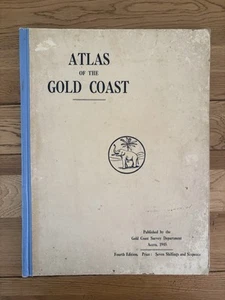 ATLAS
OF THE
GOLD COAST
Published by the
Gold Coast Survey Department
Accra, 1945
Fourth Edition. Price: Seven Shillings and Sixpence